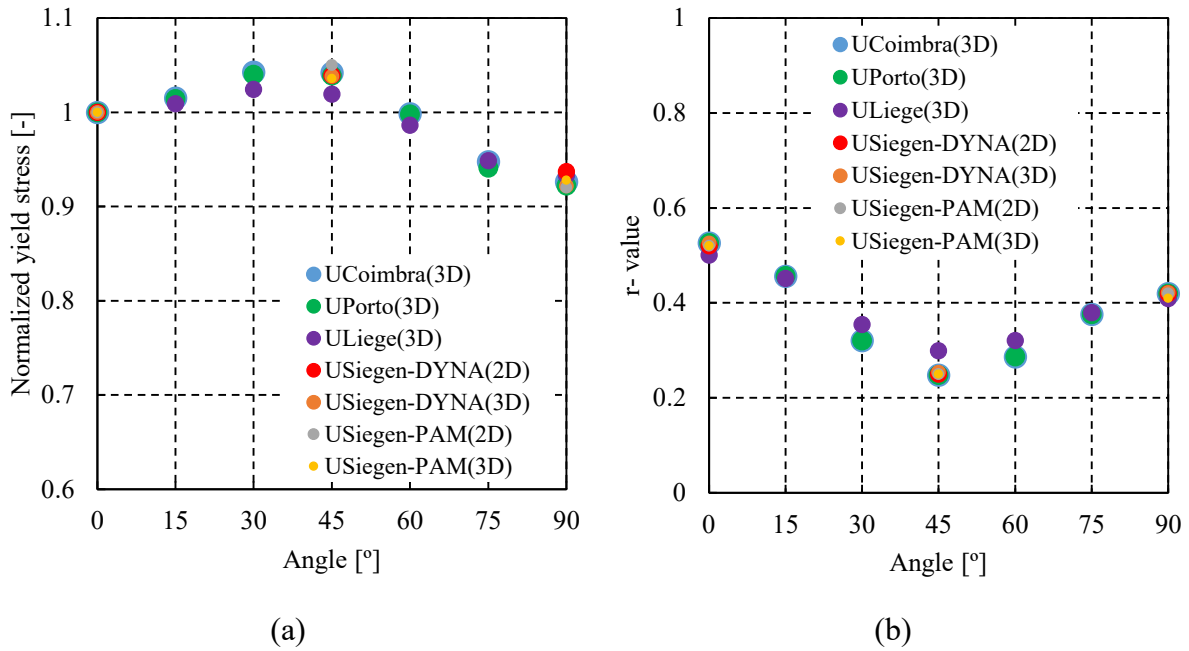 1.1
1
0.9
0.8
0.7
0.6
Normalized yield stress [-]
UCoimbra(3D)
UPorto(3D)
ULiege(3D)
USiegen-DYNA(2D)
USiegen-DYNA(3D)
USiegen-PAM(2D)
USiegen-PAM(3D)
0 15 30 45 60 75 90
Angle [º]
(a)
1
0.8
0.6
0.4
0.2
0
r- value
UCoimbra(3D)
UPorto(3D)
ULiege(3D)
USiegen-DYNA(2D)
USiegen-DYNA(3D)
USiegen-PAM(2D)
USiegen-PAM(3D)
0 15 30 45 60 75 90
Angle [º]
(b)